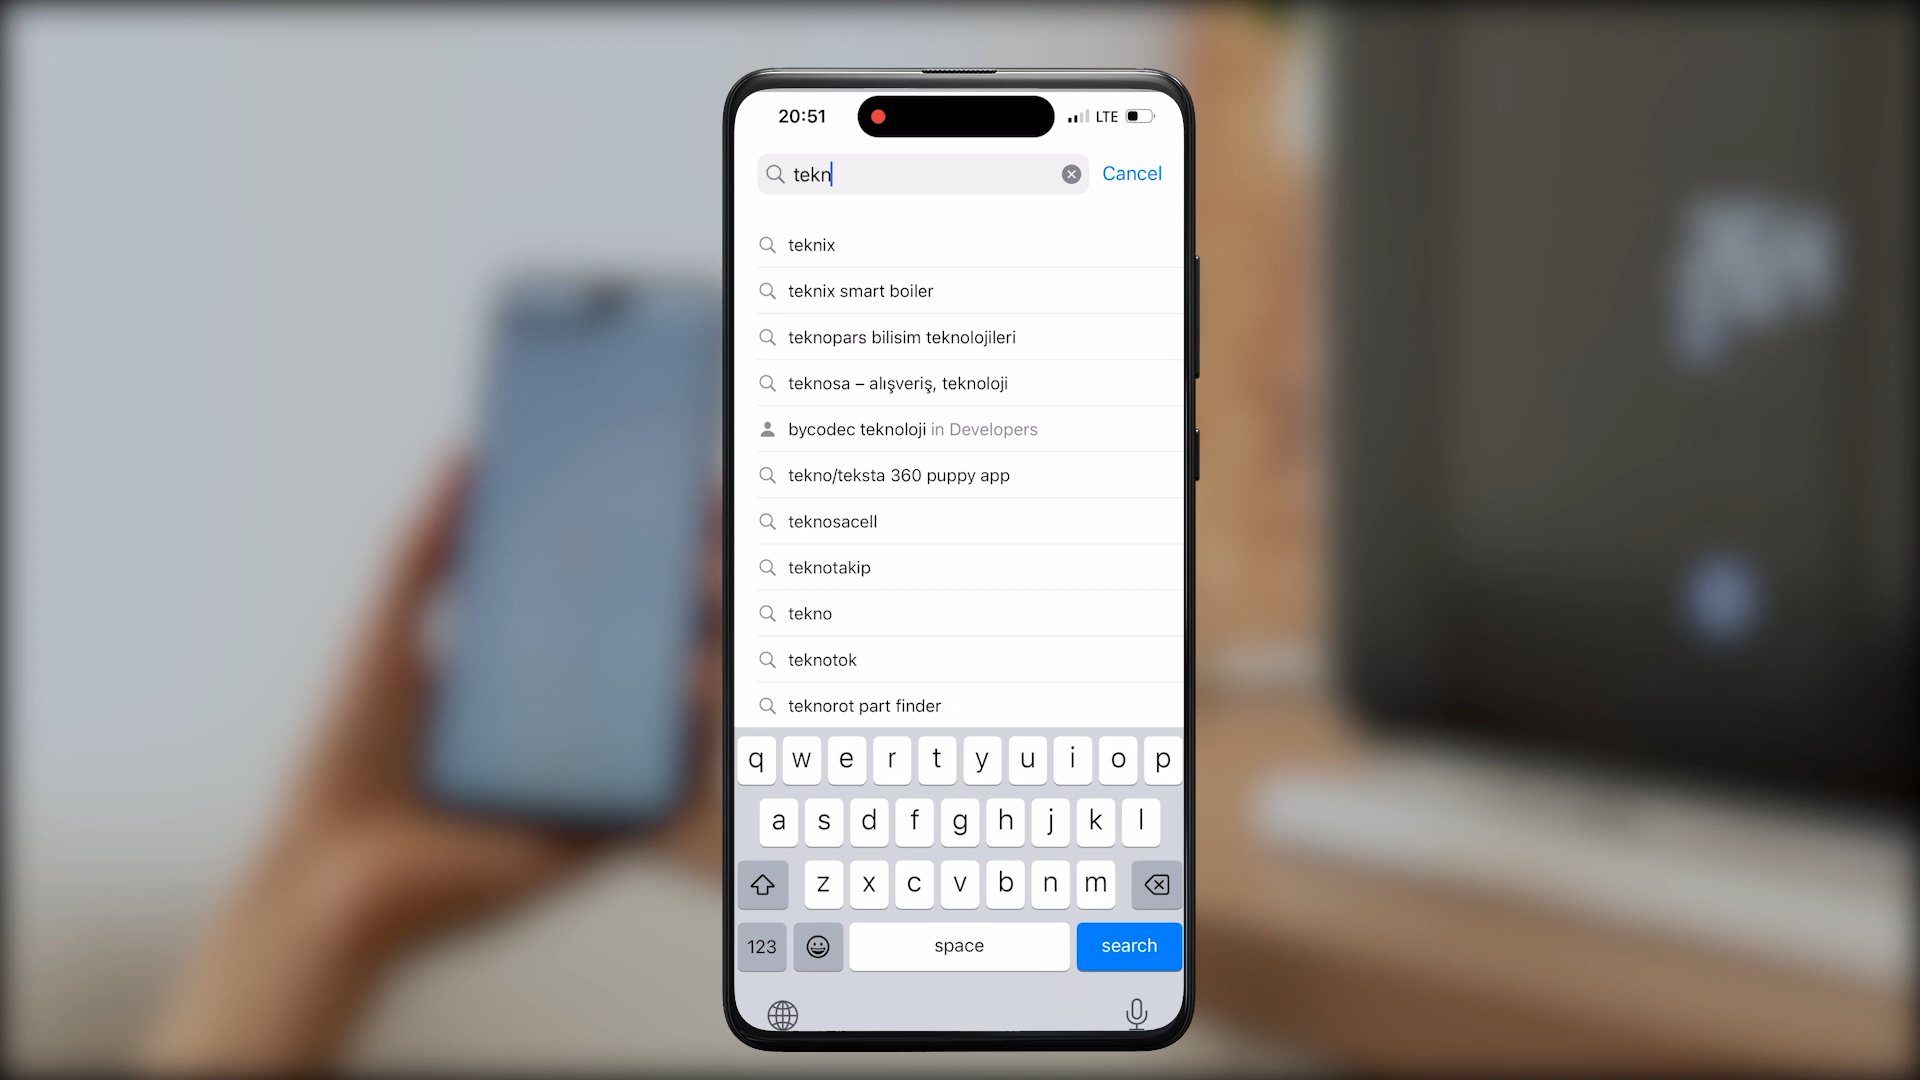 20:51
LTE
tekn
Cancel
teknix
teknix smart boiler
teknopars bilisim teknolojileri
teknosa – alışveriş, teknoloji
bycodec teknoloji in Developers
tekno/teksta 360 puppy app
teknosacell
teknotakip
tekno
teknotok
teknorot part finder
q w e r t y u i o p
a s d f g h j k l
z x c v b n m
123 space search